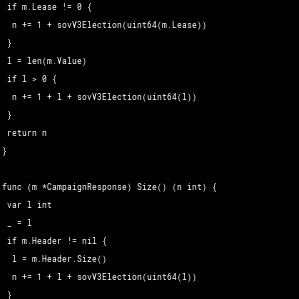 if m.Lease != 0 {
n += 1 + sovV3Election(uint64(m.Lease))
}
l = len(m.Value)
if l > 0 {
n += 1 + l + sovV3Election(uint64(l))
}
return n
}
func (m *CampaignResponse) Size() (n int) {
var l int
_ = l
if m.Header != nil {
l = m.Header.Size()
n += 1 + l + sovV3Election(uint64(l))
}